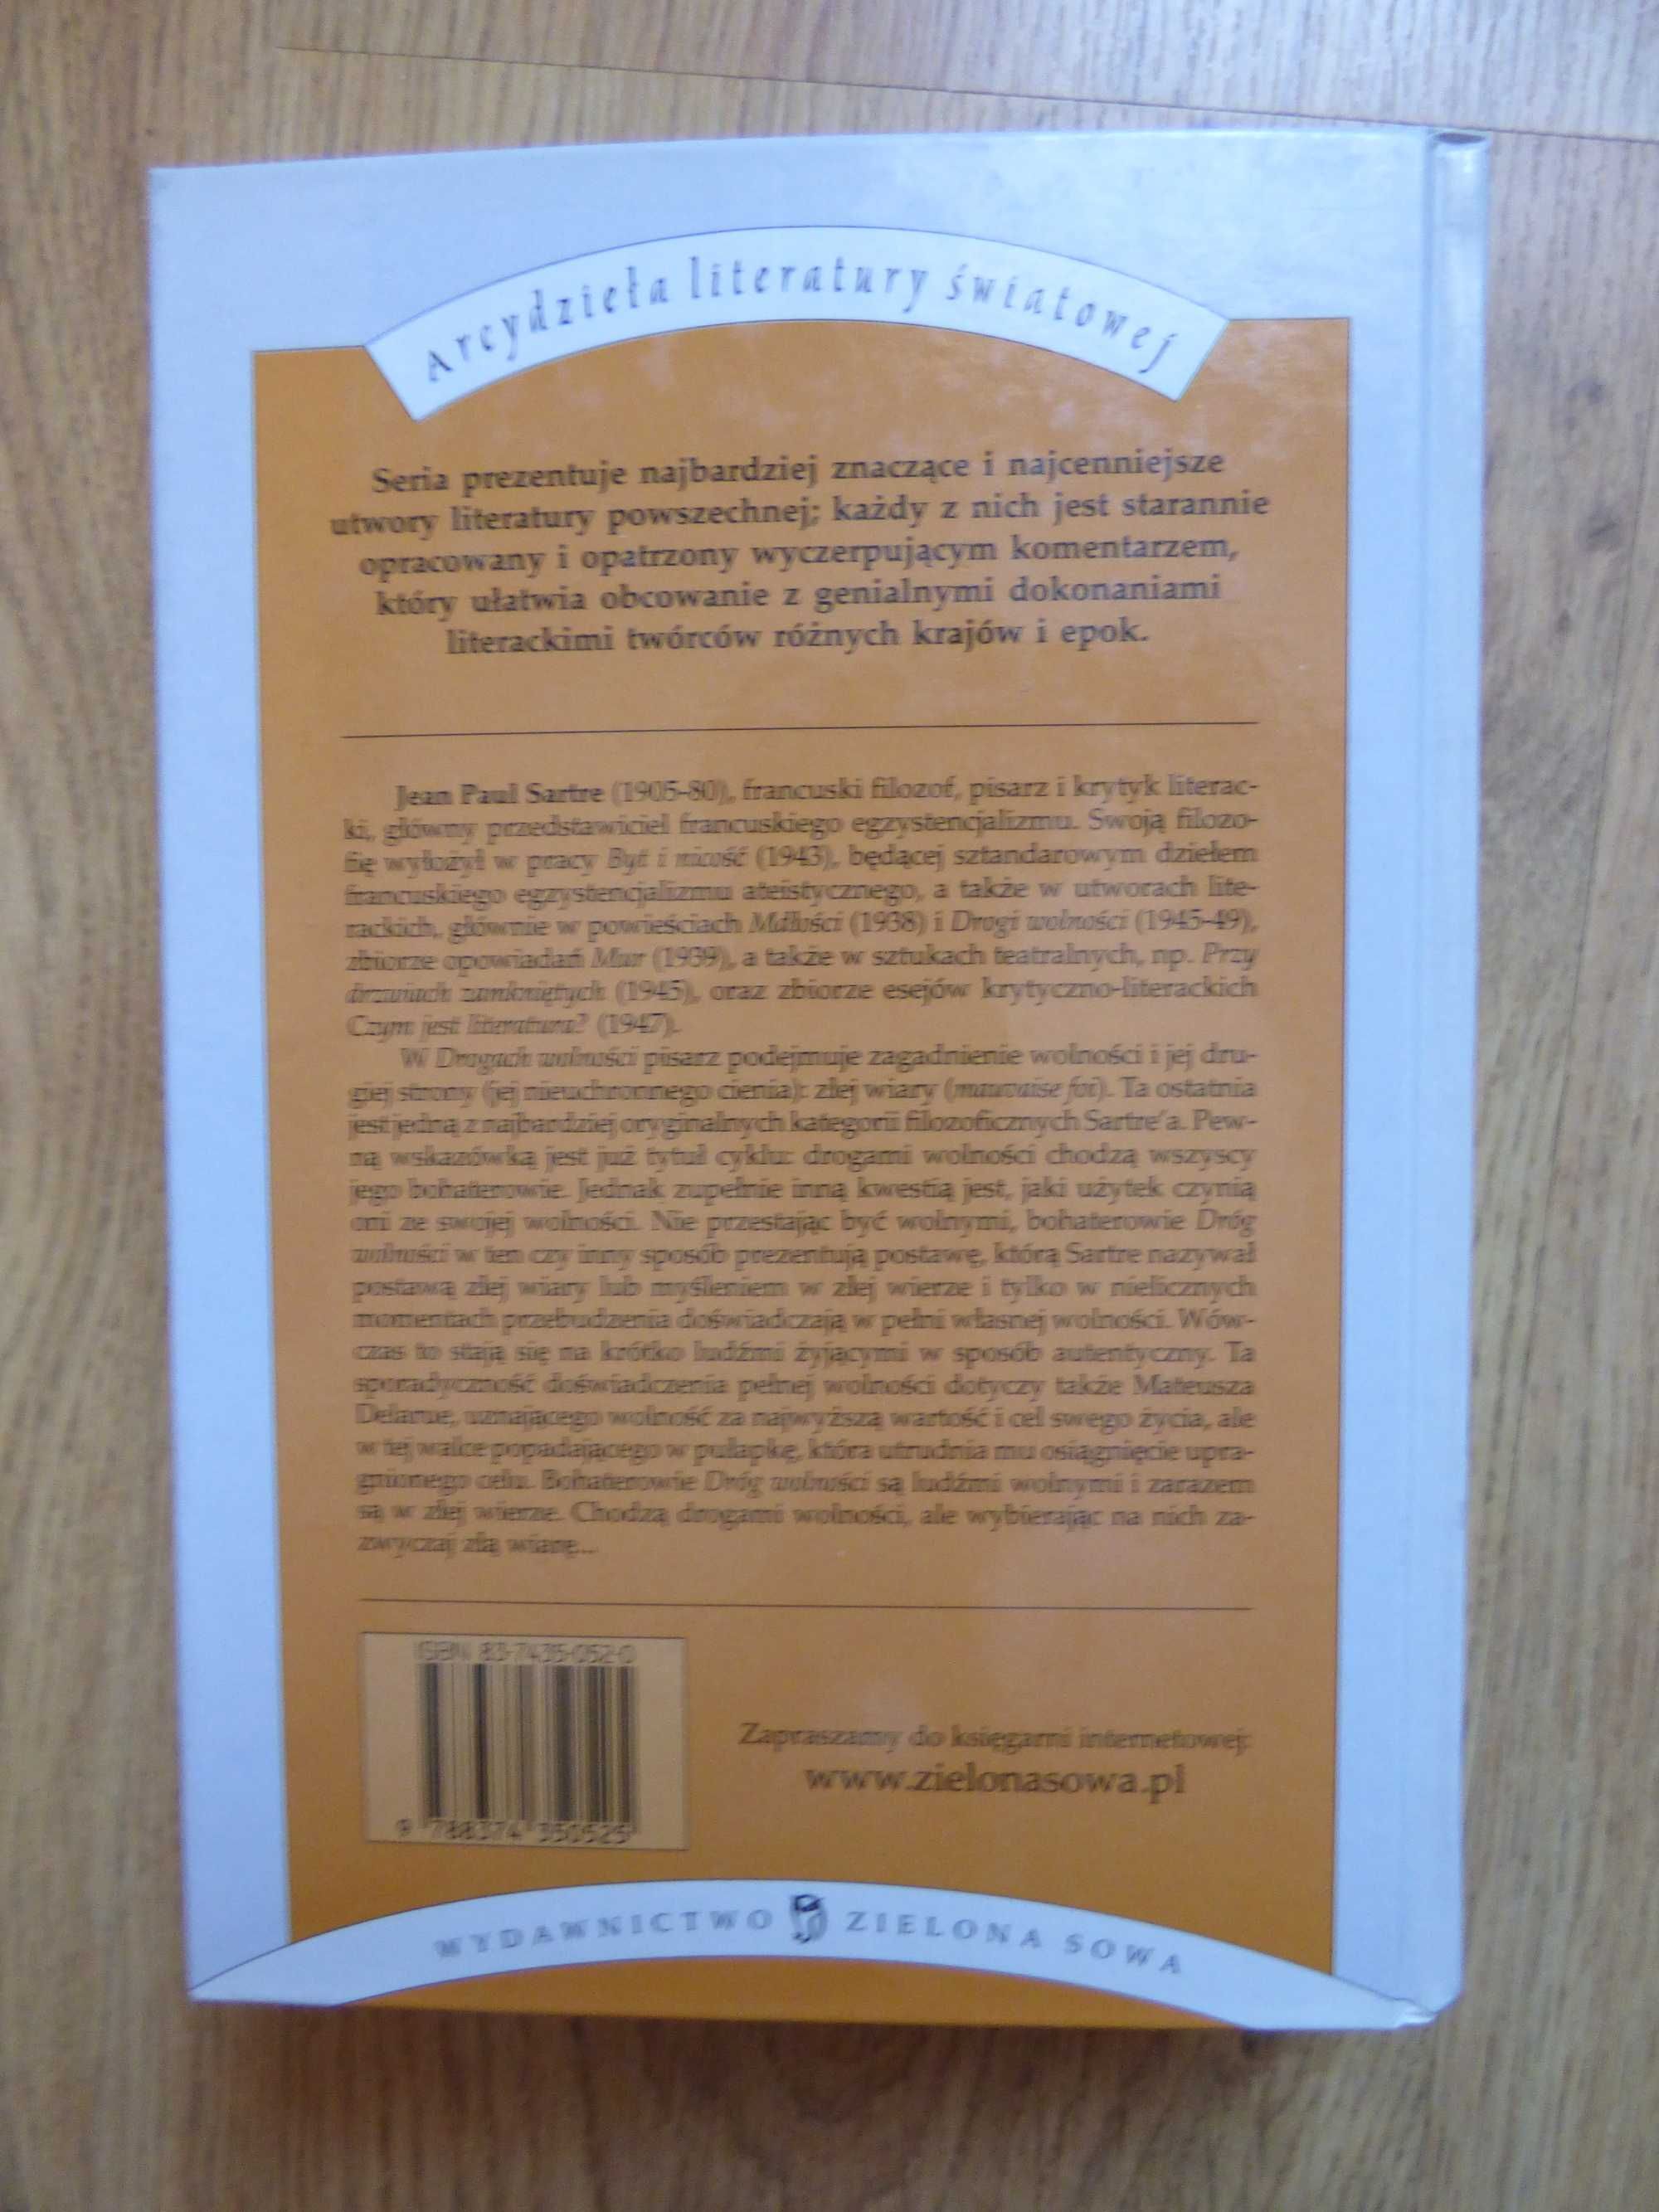 Arcydzieła literatury światowej
Seria prezentuje najbardziej znaczące i najcenniejsze
utwory literatury powszechnej; każdy z nich jest starannie
opracowany i opatrzony wyczerpującym komentarzem,
który ułatwia obcowanie z genialnymi dokonaniami
literackimi twórców różnych krajów i epok.
Jean Paul Sartre (1905-80), francuski filozof, pisarz i krytyk literac-
ki, główny przedstawiciel francuskiego egzystencjalizmu. Swoją filozo-
fię wyłożył w pracy Byt i nicość (1943), będącej sztandarowym dziełem
francuskiego egzystencjalizmu ateistycznego, a także w utworach lite-
rackich, głównie w powieściach Mdłości (1938) i Drogi wolności (1945-49),
zbiorze opowiadań Mur (1939), a także w sztukach teatralnych, np. Przy
drzwiach zamkniętych (1945), oraz zbiorze esejów krytyczno-literackich
Czym jest literatura? (1947).
W Drogach wolności pisarz podejmuje zagadnienie wolności i jej dru-
giej strony (jej nieuchronnego cienia): złej wiary (mauvaise foi). Ta ostatnia
jest jedną z najbardziej oryginalnych kategorii filozoficznych Sartre'a. Pew-
ną wskazówką jest już tytuł cyklu: drogami wolności chodzą wszyscy
jego bohaterowie. Jednak zupełnie inną kwestią jest, jaki użytek czynią
oni ze swojej wolności. Nie przestając być wolnymi, bohaterowie Dróg
wolności w ten czy inny sposób prezentują postawę, którą Sartre nazywał
postawą złej wiary lub myśleniem w złej wierze i tylko w nielicznych
momentach przebudzenia doświadczają w pełni własnej wolności. Wów-
czas to stają się na krótko ludźmi żyjącymi w sposób autentyczny. Ta
sporadyczność doświadczenia pełnej wolności dotyczy także Mateusza
Delarue, uznającego wolność za najwyższą wartość i cel swego życia, ale
w tej walce popadającego w pułapkę, która utrudnia mu osiągnięcie upra-
gnionego celu. Bohaterowie Dróg wolności są ludźmi wolnymi i zarazem
są w złej wierze. Chodzą drogami wolności, ale wybierając na nich za-
zwyczaj złą wiarę...
ISBN 83-7435-052-0
9 788374 350525
Zapraszamy do księgarni internetowej:
www.zielonasowa.pl
WYDAWNICTWO ZIELONA SOWA